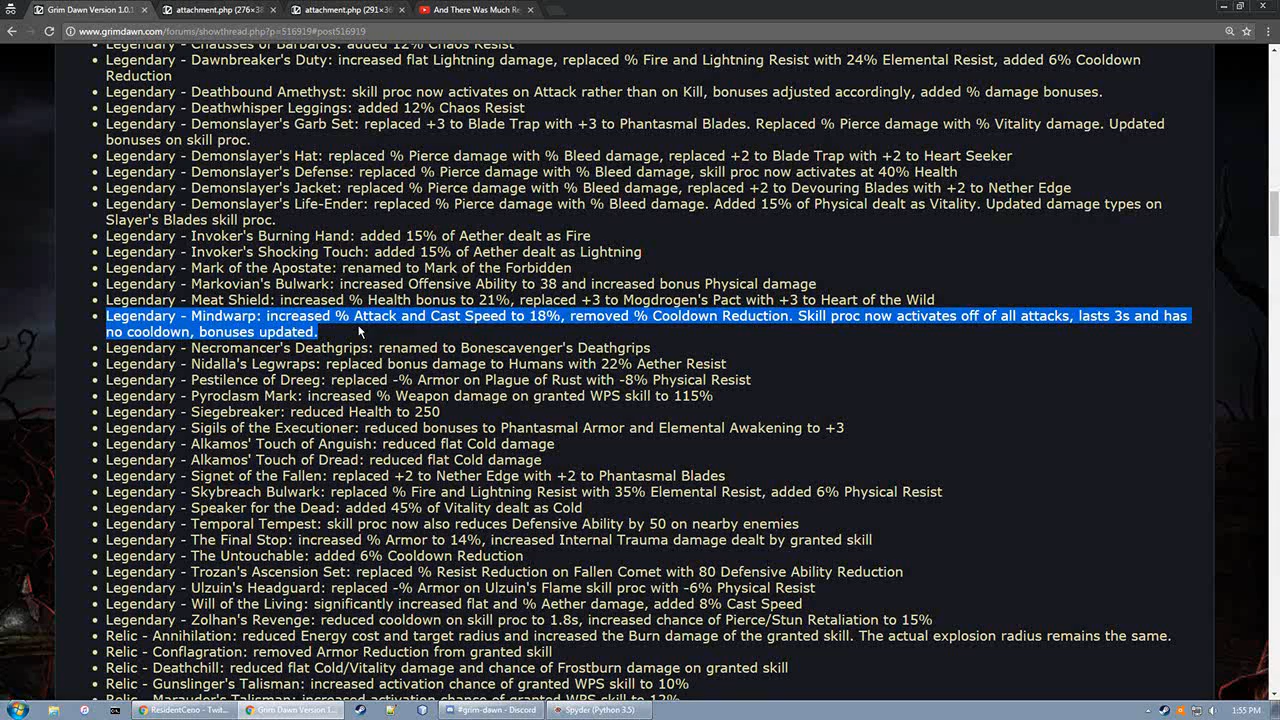 Grim Dawn Version 1.0.
attachment.php (276×38
attachment.php (291×36
And There Was Much Re
www.grimdawn.com/forums/showthread.php?p=516919#post516919
Legendary - Chausses of Barbaros: added 12% Chaos Resist
Legendary - Dawnbreaker's Duty: increased flat Lightning damage, replaced % Fire and Lightning Resist with 24% Elemental Resist, added 6% Cooldown
Reduction
Legendary - Deathbound Amethyst: skill proc now activates on Attack rather than on Kill, bonuses adjusted accordingly, added % damage bonuses.
Legendary - Deathwhisper Leggings: added 12% Chaos Resist
Legendary - Demonslayer's Garb Set: replaced +3 to Blade Trap with +3 to Phantasmal Blades. Replaced % Pierce damage with % Vitality damage. Updated
bonuses on skill proc.
Legendary - Demonslayer's Hat: replaced % Pierce damage with % Bleed damage, replaced +2 to Blade Trap with +2 to Heart Seeker
Legendary - Demonslayer's Defense: replaced % Pierce damage with % Bleed damage, skill proc now activates at 40% Health
Legendary - Demonslayer's Jacket: replaced % Pierce damage with % Bleed damage, replaced +2 to Devouring Blades with +2 to Nether Edge
Legendary - Demonslayer's Life-Ender: replaced % Pierce damage with % Bleed damage. Added 15% of Physical dealt as Vitality. Updated damage types on
Slayer's Blades skill proc.
Legendary - Invoker's Burning Hand: added 15% of Aether dealt as Fire
Legendary - Invoker's Shocking Touch: added 15% of Aether dealt as Lightning
Legendary - Mark of the Apostate: renamed to Mark of the Forbidden
Legendary - Markovian's Bulwark: increased Offensive Ability to 38 and increased bonus Physical damage
Legendary - Meat Shield: increased % Health bonus to 21%, replaced +3 to Mogdrogen's Pact with +3 to Heart of the Wild
Legendary - Mindwarp: increased % Attack and Cast Speed to 18%, removed % Cooldown Reduction. Skill proc now activates off of all attacks, lasts 3s and has
no cooldown, bonuses updated.
Legendary - Necromancer's Deathgrips: renamed to Bonescavenger's Deathgrips
Legendary - Nidalla's Legwraps: replaced bonus damage to Humans with 22% Aether Resist
Legendary - Pestilence of Dreeg: replaced -% Armor on Plague of Rust with -8% Physical Resist
Legendary - Pyroclasm Mark: increased % Weapon damage on granted WPS skill to 115%
Legendary - Siegebreaker: reduced Health to 250
Legendary - Sigils of the Executioner: reduced bonuses to Phantasmal Armor and Elemental Awakening to +3
Legendary - Alkamos' Touch of Anguish: reduced flat Cold damage
Legendary - Alkamos' Touch of Dread: reduced flat Cold damage
Legendary - Signet of the Fallen: replaced +2 to Nether Edge with +2 to Phantasmal Blades
Legendary - Skybreach Bulwark: replaced % Fire and Lightning Resist with 35% Elemental Resist, added 6% Physical Resist
Legendary - Speaker for the Dead: added 45% of Vitality dealt as Cold
Legendary - Temporal Tempest: skill proc now also reduces Defensive Ability by 50 on nearby enemies
Legendary - The Final Stop: increased % Armor to 14%, increased Internal Trauma damage dealt by granted skill
Legendary - The Untouchable: added 6% Cooldown Reduction
Legendary - Trozan's Ascension Set: replaced % Resist Reduction on Fallen Comet with 80 Defensive Ability Reduction
Legendary - Ulzuin's Headguard: replaced -% Armor on Ulzuin's Flame skill proc with -6% Physical Resist
Legendary - Will of the Living: significantly increased flat and % Aether damage, added 8% Cast Speed
Legendary - Zolhan's Revenge: reduced cooldown on skill proc to 1.8s, increased chance of Pierce/Stun Retaliation to 15%
Relic - Annihilation: reduced Energy cost and target radius and increased the Burn damage of the granted skill. The actual explosion radius remains the same.
Relic - Conflagration: removed Armor Reduction from granted skill
Relic - Deathchill: reduced flat Cold/Vitality damage and chance of Frostburn damage on granted skill
Relic - Gunslinger's Talisman: increased activation chance of granted WPS skill to 10%
Relic - Marauder's Talisman: increased activation chance of granted WPS skill to 12%
ResidentCeno - Twit...
Grim Dawn Version 1....
#grim-dawn - Discord
Spyder (Python 3.5)
1:55 PM